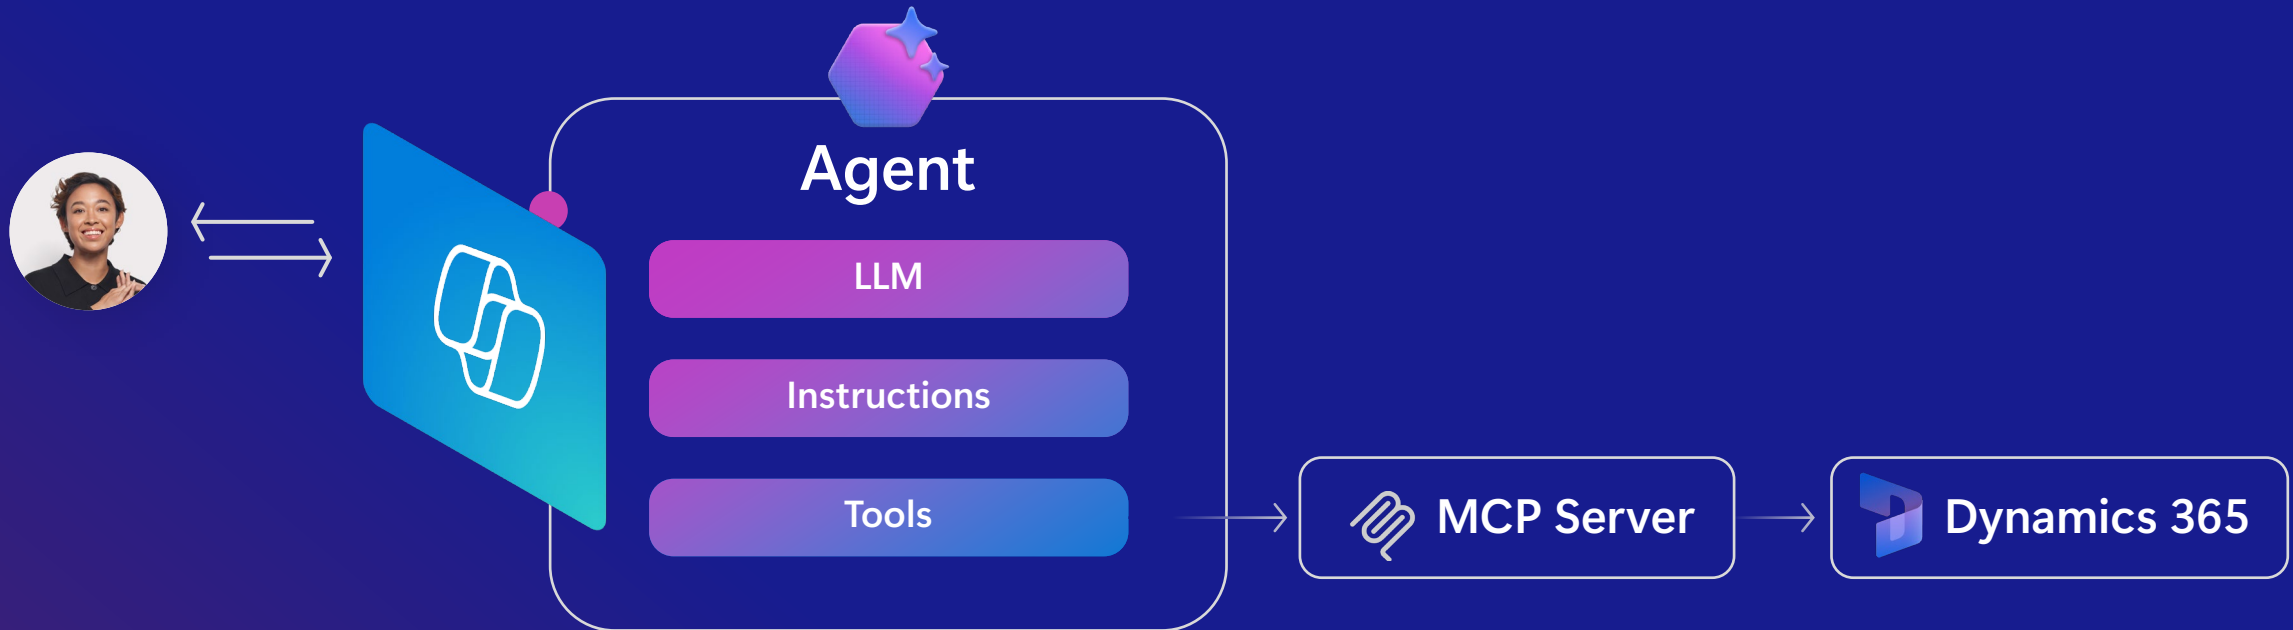 Agent
LLM
Instructions
Tools
MCP Server
Dynamics 365